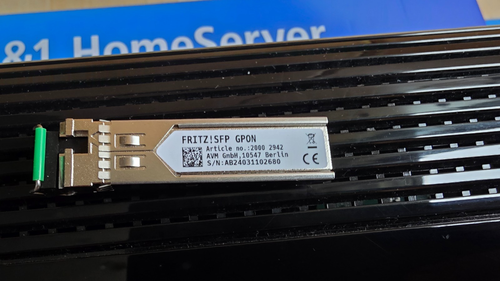 &1 HomeServer
FRITZ!SFP GPON
Article no.:2000 2942
AVM GmbH,10547 Berlin
S/N:AB24031102680
CE